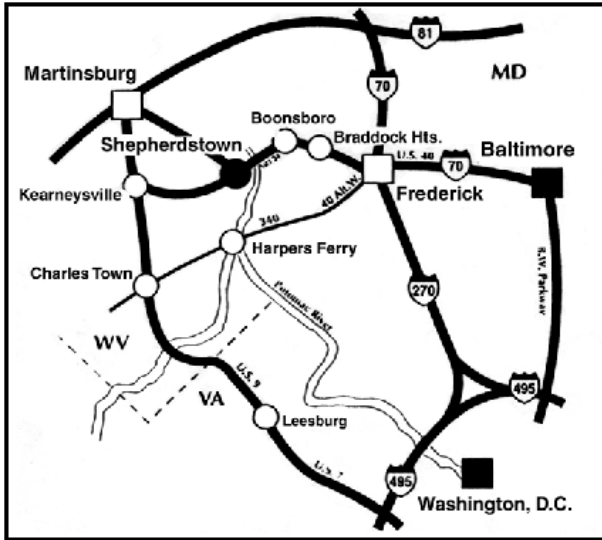 81
Martinsburg
70
MD
Boonsboro
Braddock Hts.
Shepherdstown
U.S. 40
70
Baltimore
Kearneysville
Frederick
40 Alt. W.
340
Harpers Ferry
B.W. Parkway
Charles Town
270
Potomac River
WV
VA
U.S. 9
495
Leesburg
U.S. 7
495
Washington, D.C.